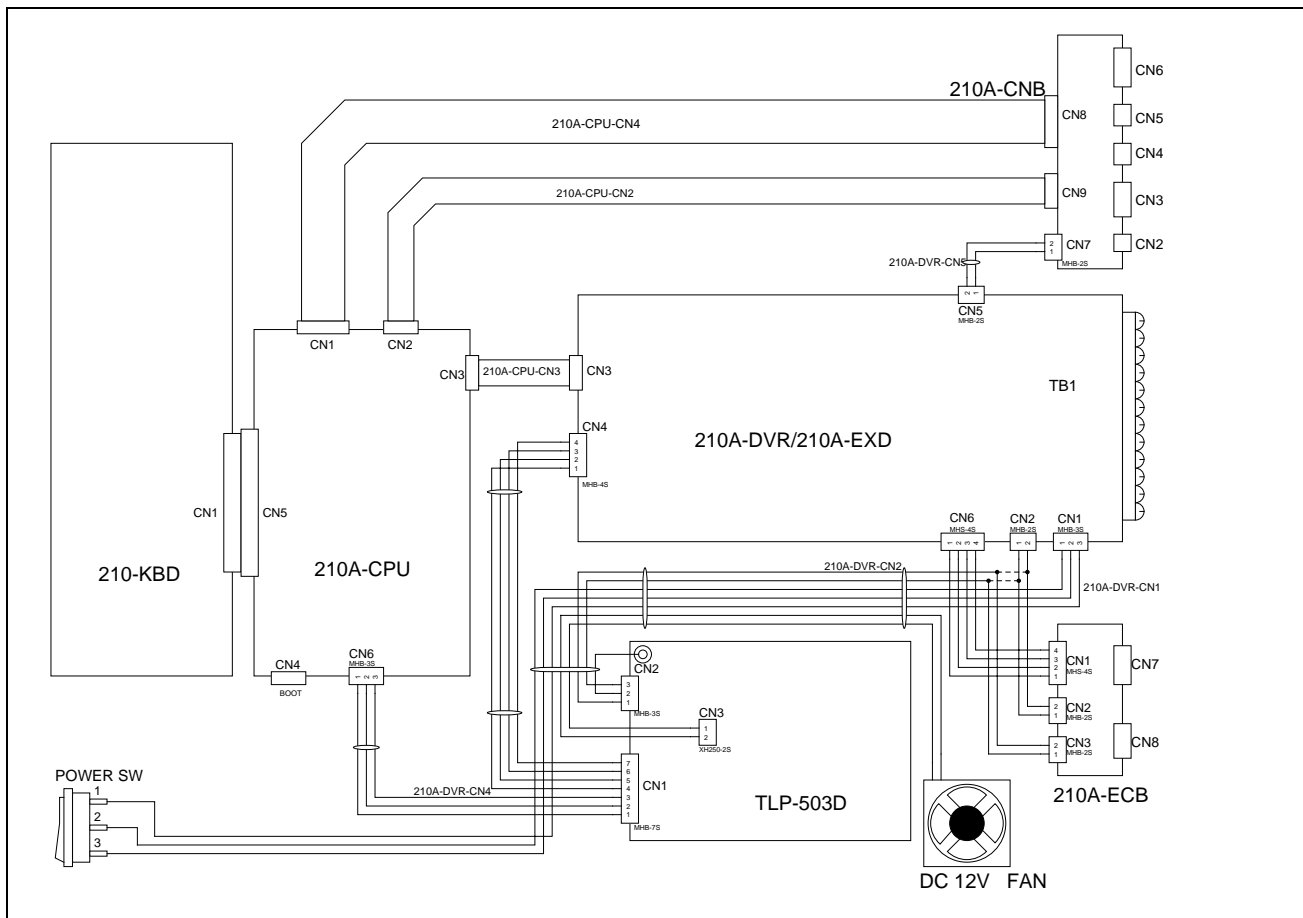 CN6
210A-CNB
CN8
CN5
210A-CPU-CN4
CN4
CN9
CN3
210A-CPU-CN2
2
1
CN7
CN2
MHB-2S
210A-DVR-CN5
2 1
CN5
MHB-2S
CN1
CN2
CN3
210A-CPU-CN3
CN3
TB1
CN4
4
3
2
1
MHB-4S
210A-DVR/210A-EXD
CN1
CN5
CN6
MHS-4S
1 2 3 4
CN2
MHB-2S
1 2
CN1
MHB-3S
1 2 3
210-KBD
210A-CPU
210A-DVR-CN2
210A-DVR-CN1
CN4
BOOT
CN6
MHB-3S
1 2 3
CN2
3
2
1
MHB-3S
4
3
2
1
CN1
MHS-4S
CN7
CN3
1
2
XH250-2S
2
1
CN2
MHB-2S
2
1
CN3
MHB-2S
CN8
POWER SW
1
2
3
210A-DVR-CN4
7
6
5
4
3
2
1
CN1
MHB-7S
TLP-503D
210A-ECB
DC 12V FAN